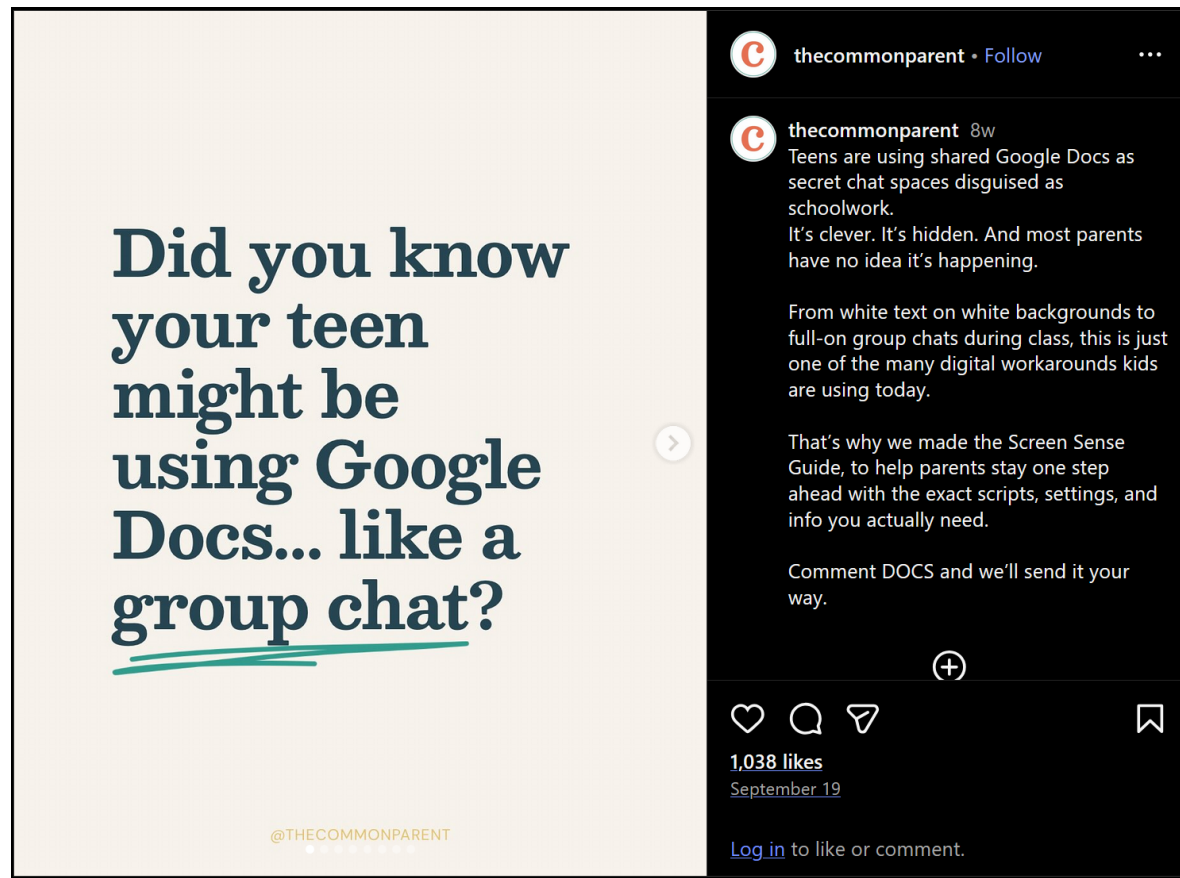 Did you know
your teen
might be
using Google
Docs... like a
group chat?
@THECOMMONPARENT
C
thecommonparent • Follow
C
thecommonparent 8w
Teens are using shared Google Docs as
secret chat spaces disguised as
schoolwork.
It’s clever. It’s hidden. And most parents
have no idea it’s happening.
From white text on white backgrounds to
full-on group chats during class, this is just
one of the many digital workarounds kids
are using today.
That’s why we made the Screen Sense
Guide, to help parents stay one step
ahead with the exact scripts, settings, and
info you actually need.
Comment DOCS and we’ll send it your
way.
1,038 likes
September 19
Log in to like or comment.